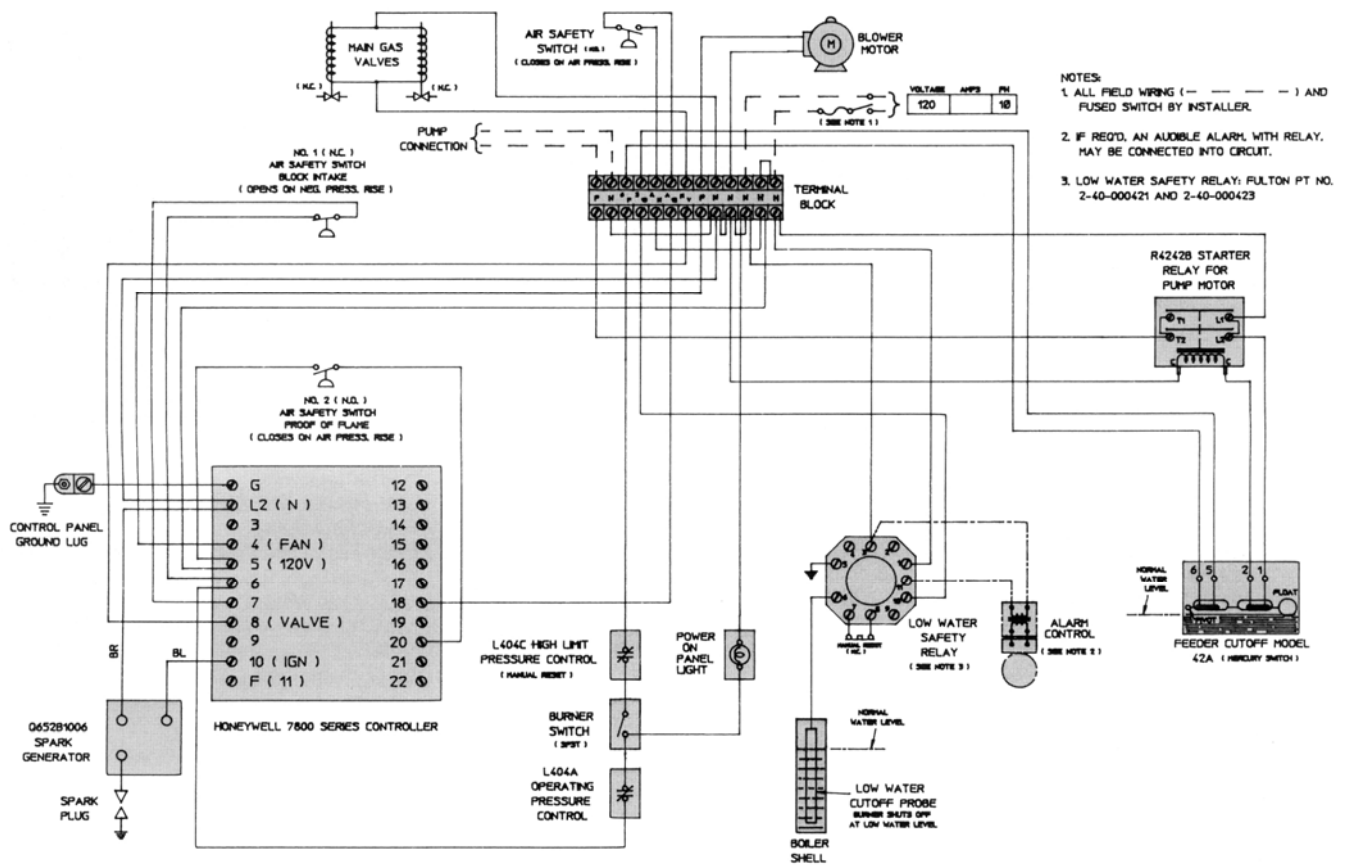 MAIN GAS
VALVES
( N.C. )
( N.C. )
AIR SAFETY
SWITCH ( N.O. )
( CLOSES ON AIR PRESS. RISE )
M
BLOWER
MOTOR
VOLTAGE AMPS PH
120 10
( SEE NOTE 1 )
NOTES:
1. ALL FIELD WIRING ( — — — — ) AND
FUSED SWITCH BY INSTALLER.
2. IF REQ'D. AN AUDIBLE ALARM, WITH RELAY,
MAY BE CONNECTED INTO CIRCUIT.
3. LOW WATER SAFETY RELAY: FULTON PT NO.
2-40-000421 AND 2-40-000423
PUMP
CONNECTION
NO. 1 ( N.C. )
AIR SAFETY SWITCH
BLOCK INTAKE
( OPENS ON NEG. PRESS. RISE )
TERMINAL
BLOCK
R4242B STARTER
RELAY FOR
PUMP MOTOR
T1 L1
T2 L2
C C
NO. 2 ( N.O. )
AIR SAFETY SWITCH
PROOF OF FLAME
( CLOSES ON AIR PRESS. RISE )
CONTROL PANEL
GROUND LUG
G 12
L2 ( N ) 13
3 14
4 ( FAN ) 15
5 ( 120V ) 16
6 17
7 18
8 ( VALVE ) 19
9 20
10 ( IGN ) 21
F ( 11 ) 22
HONEYWELL 7800 SERIES CONTROLLER
BR
BL
Q652B1006
SPARK
GENERATOR
SPARK
PLUG
L404C HIGH LIMIT
PRESSURE CONTROL
( MANUAL RESET )
BURNER
SWITCH
( SPST )
L404A
OPERATING
PRESSURE
CONTROL
POWER
ON
PANEL
LIGHT
MANUAL RESET
( N.C. )
LOW WATER
SAFETY
RELAY
( SEE NOTE 3 )
ALARM
CONTROL
( SEE NOTE 2 )
NORMAL
WATER
LEVEL
6 5 2 1
FLOAT
PIVOT
FEEDER CUTOFF MODEL
42A ( MERCURY SWITCH )
NORMAL
WATER LEVEL
LOW WATER
CUTOFF PROBE
BURNER SHUTS OFF
AT LOW WATER LEVEL
BOILER
SHELL